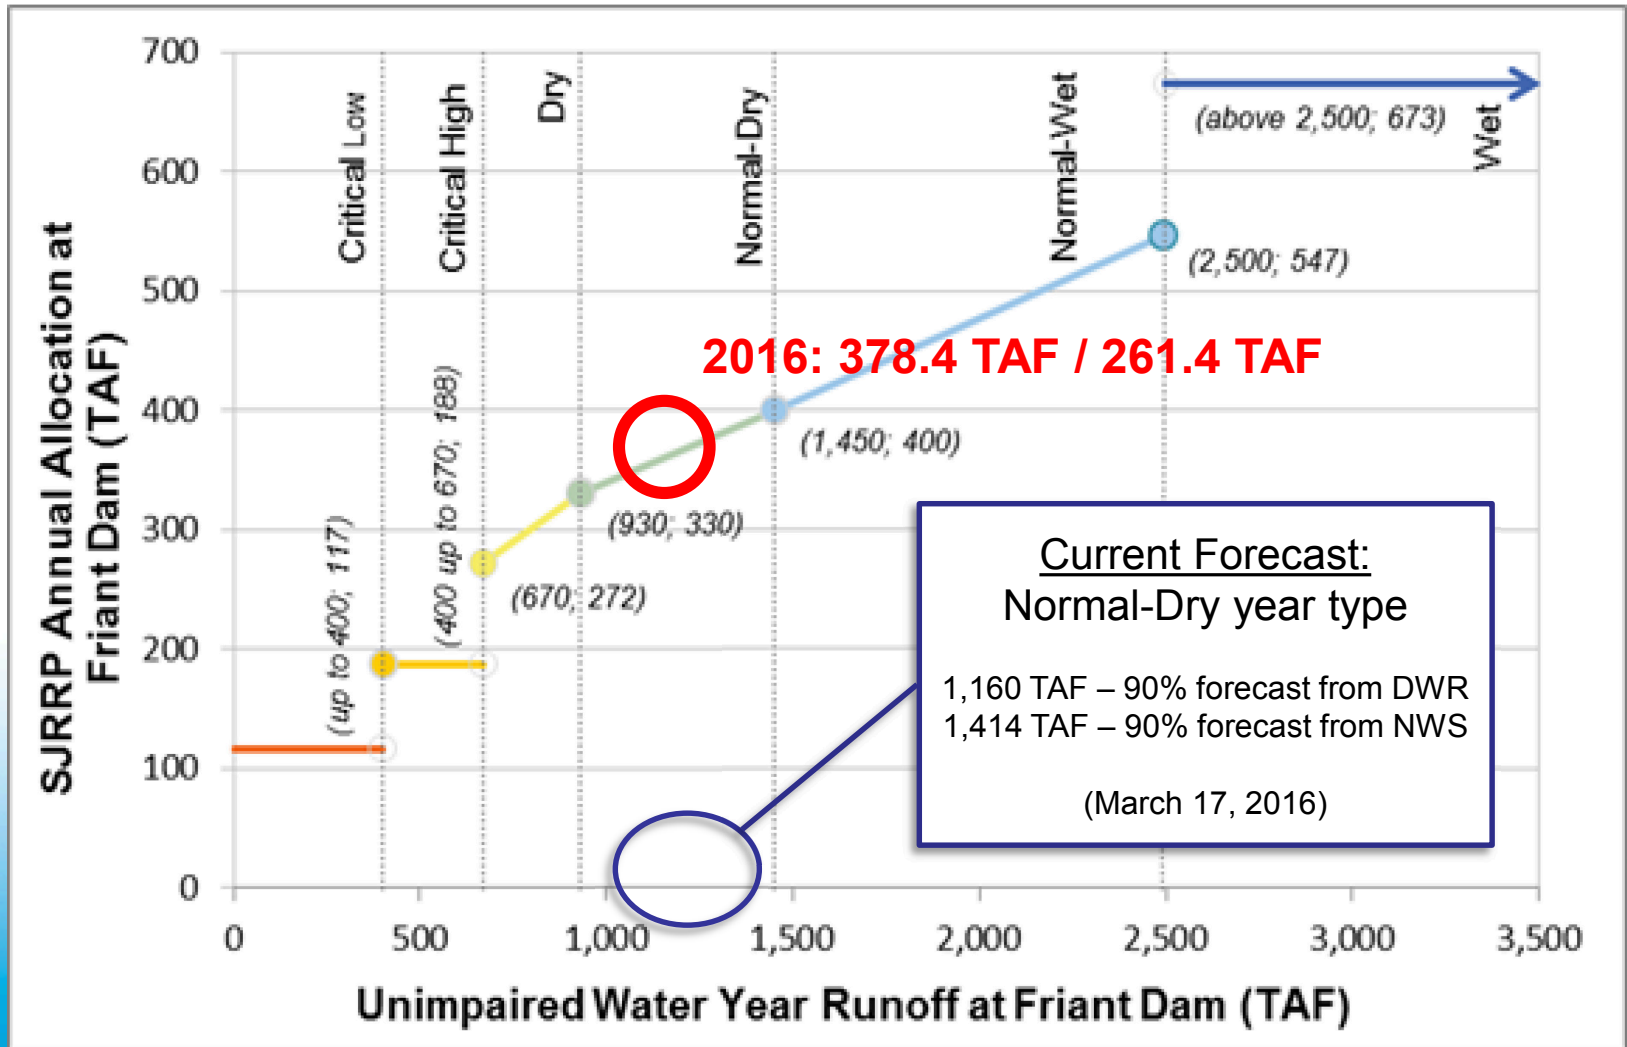 700
600
500
400
300
200
100
0
SJRRP Annual Allocation at
Friant Dam (TAF)
Critical Low
Critical High
Dry
Normal-Dry
Normal-Wet
Wet
(above 2,500; 673)
(2,500; 547)
2016: 378.4 TAF / 261.4 TAF
(1,450; 400)
(930; 330)
(670; 272)
(400 up to 670; 188)
(up to 400; 117)
Current Forecast:
Normal-Dry year type
1,160 TAF – 90% forecast from DWR
1,414 TAF – 90% forecast from NWS
(March 17, 2016)
0 500 1,000 1,500 2,000 2,500 3,000 3,500
Unimpaired Water Year Runoff at Friant Dam (TAF)